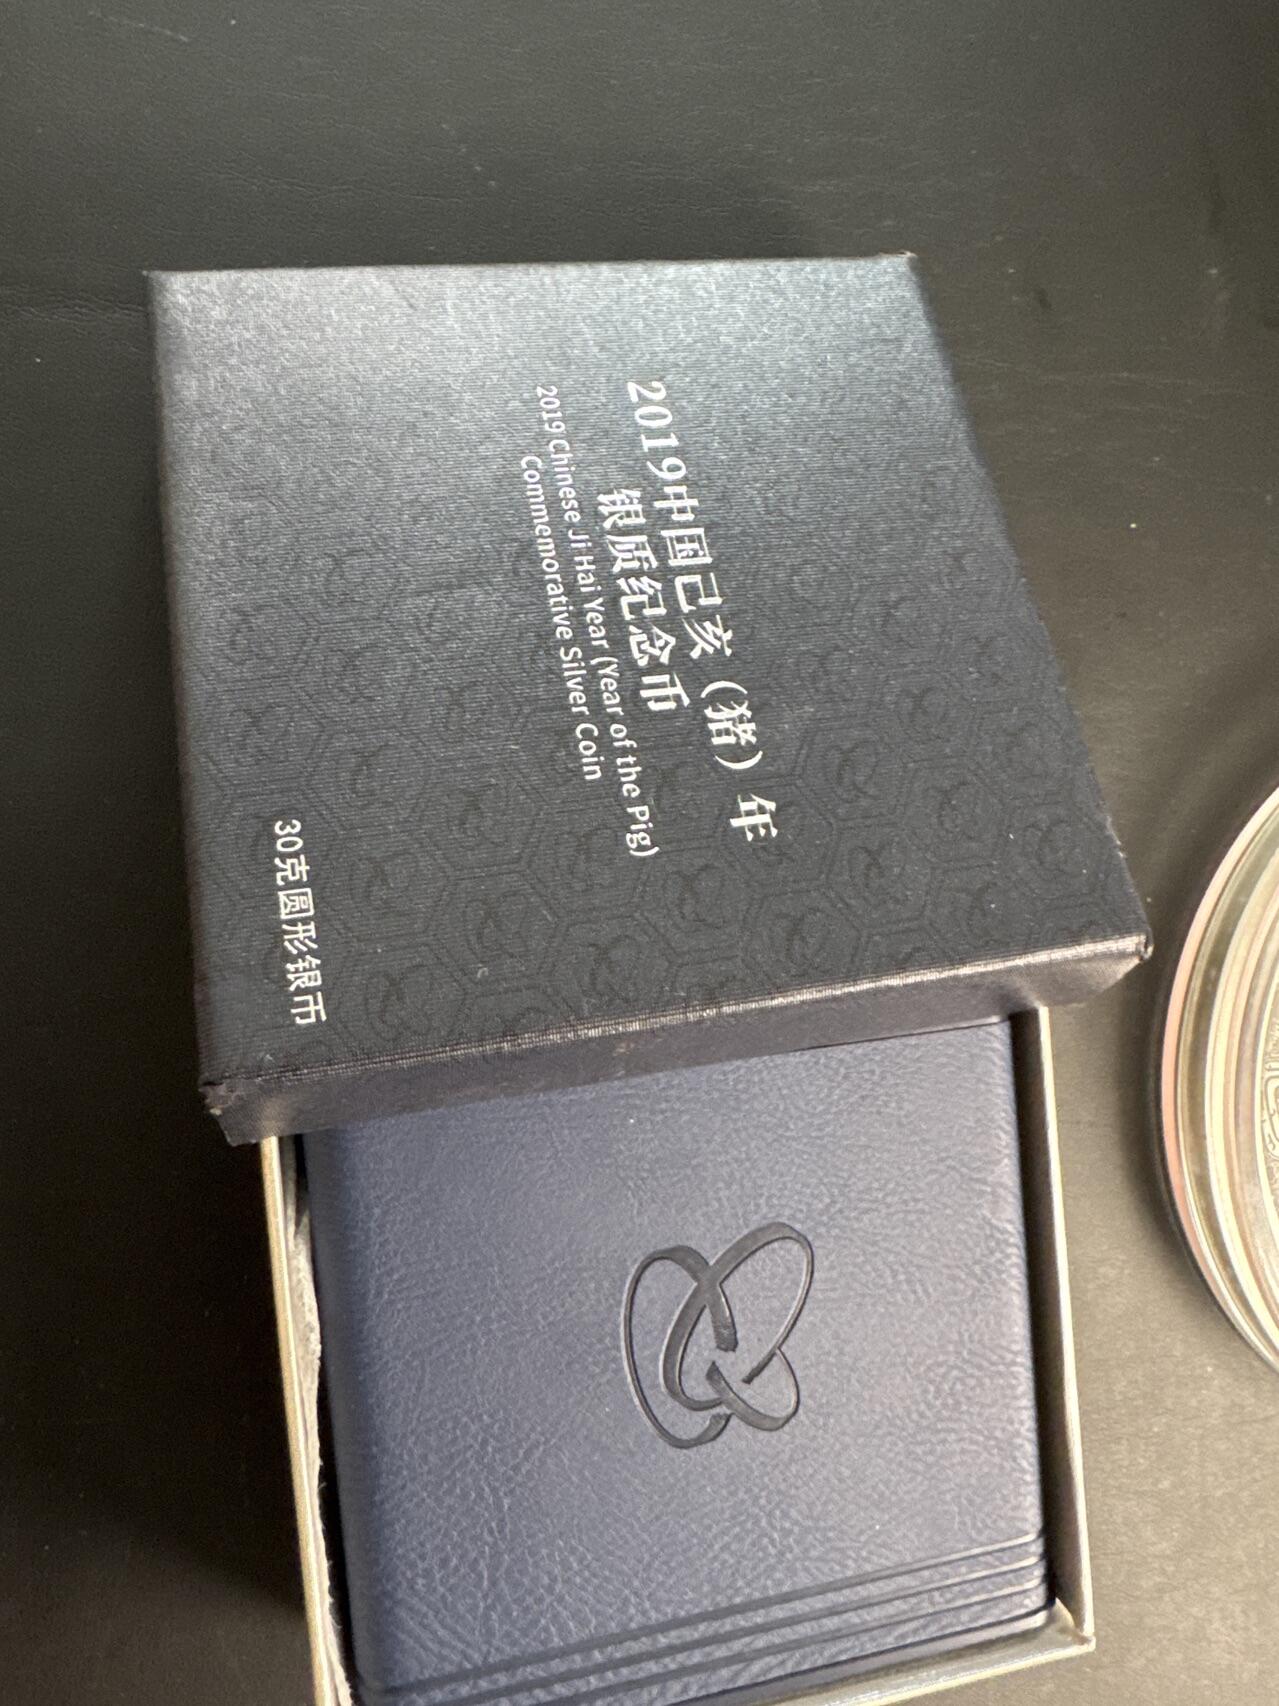 2019中国己亥（猪）年
银质纪念币
2019 Chinese Ji Hai Year (Year of the Pig)
Commemorative Silver Coin
30克圆形银币